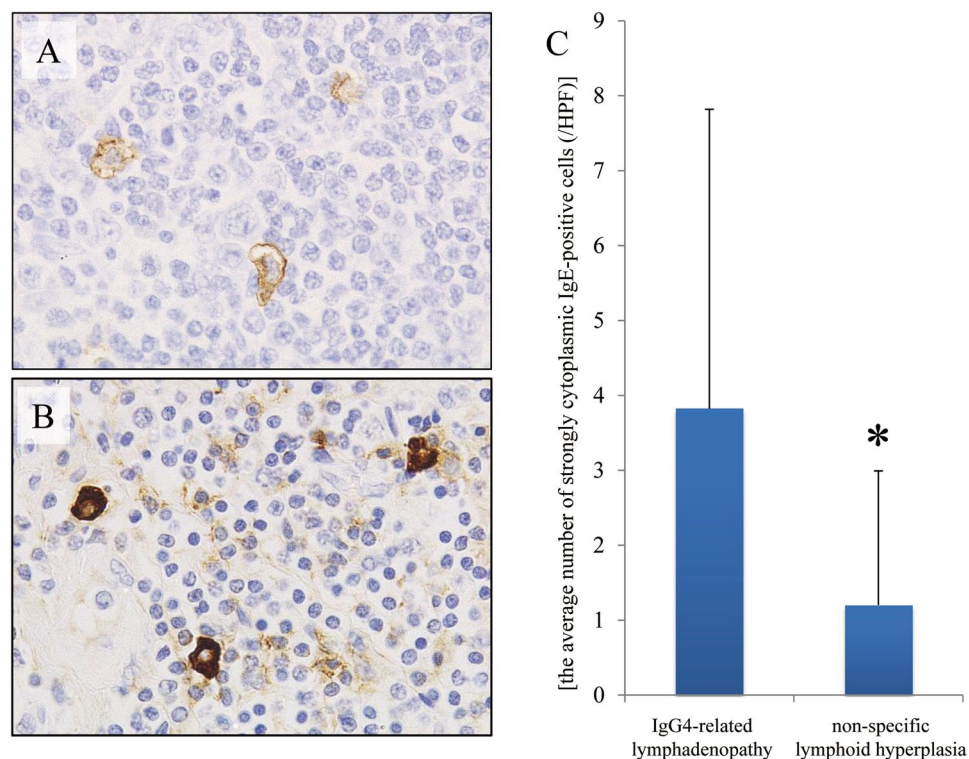 A
B
C
[the average number of strongly cytoplasmic IgE-positive cells (/HPF)]
9
8
7
6
5
4
3
2
1
0
*
IgG4-related
lymphadenopathy
non-specific
lymphoid hyperplasia